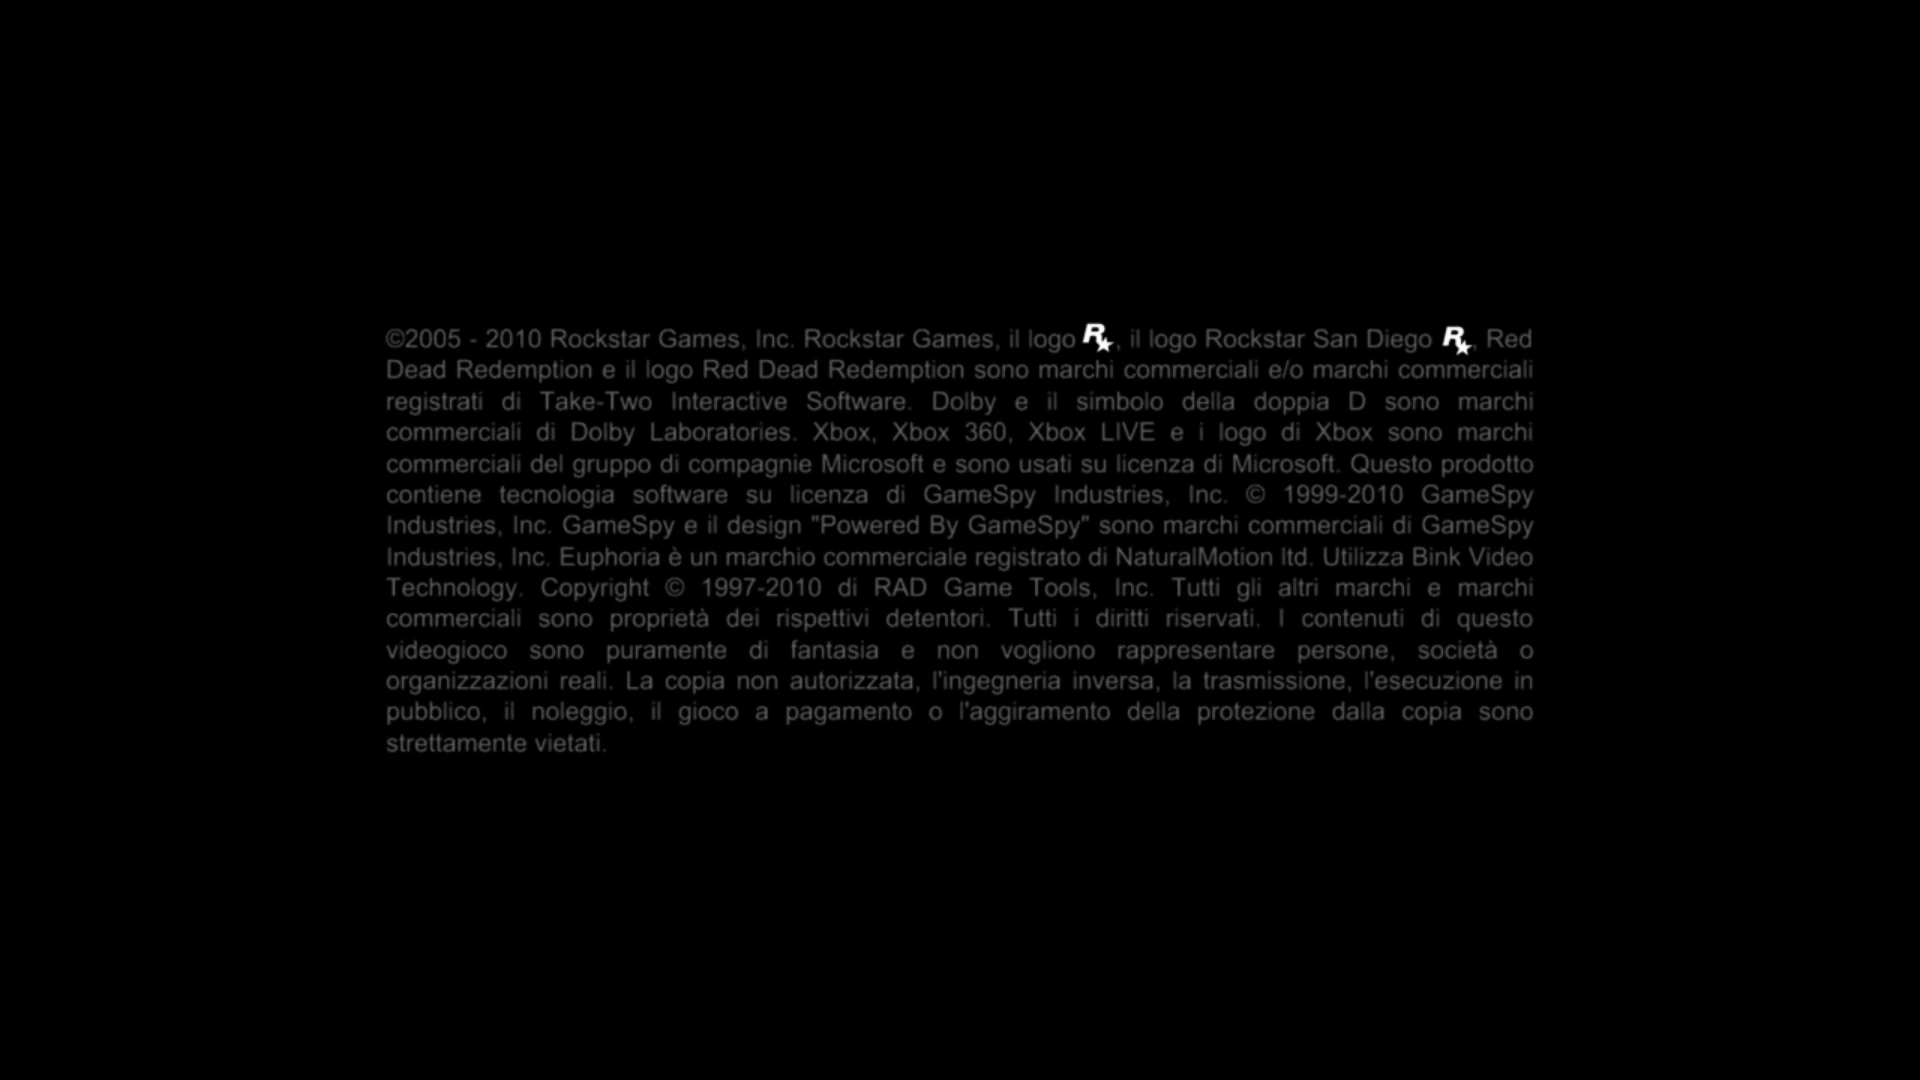 ©2005 - 2010 Rockstar Games, Inc. Rockstar Games, il logo R★, il logo Rockstar San Diego R★, Red
Dead Redemption e il logo Red Dead Redemption sono marchi commerciali e/o marchi commerciali
registrati di Take-Two Interactive Software. Dolby e il simbolo della doppia D sono marchi
commerciali di Dolby Laboratories. Xbox, Xbox 360, Xbox LIVE e i logo di Xbox sono marchi
commerciali del gruppo di compagnie Microsoft e sono usati su licenza di Microsoft. Questo prodotto
contiene tecnologia software su licenza di GameSpy Industries, Inc. © 1999-2010 GameSpy
Industries, Inc. GameSpy e il design "Powered By GameSpy" sono marchi commerciali di GameSpy
Industries, Inc. Euphoria è un marchio commerciale registrato di NaturalMotion ltd. Utilizza Bink Video
Technology. Copyright © 1997-2010 di RAD Game Tools, Inc. Tutti gli altri marchi e marchi
commerciali sono proprietà dei rispettivi detentori. Tutti i diritti riservati. I contenuti di questo
videogioco sono puramente di fantasia e non vogliono rappresentare persone, società o
organizzazioni reali. La copia non autorizzata, l'ingegneria inversa, la trasmissione, l'esecuzione in
pubblico, il noleggio, il gioco a pagamento o l'aggiramento della protezione dalla copia sono
strettamente vietati.